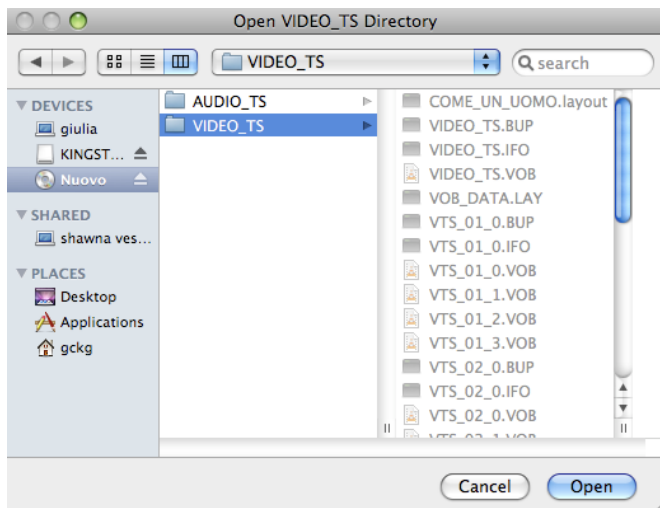 Open VIDEO_TS Directory
VIDEO_TS
search
DEVICES
giulia
KINGST...
Nuovo
SHARED
shawna ves...
PLACES
Desktop
Applications
gckg
AUDIO_TS
VIDEO_TS
COME_UN_UOMO.layout
VIDEO_TS.BUP
VIDEO_TS.IFO
VIDEO_TS.VOB
VOB_DATA.LAY
VTS_01_0.BUP
VTS_01_0.IFO
VTS_01_0.VOB
VTS_01_1.VOB
VTS_01_2.VOB
VTS_01_3.VOB
VTS_02_0.BUP
VTS_02_0.IFO
VTS_02_0.VOB
VTS_02_1.VOB
Cancel
Open